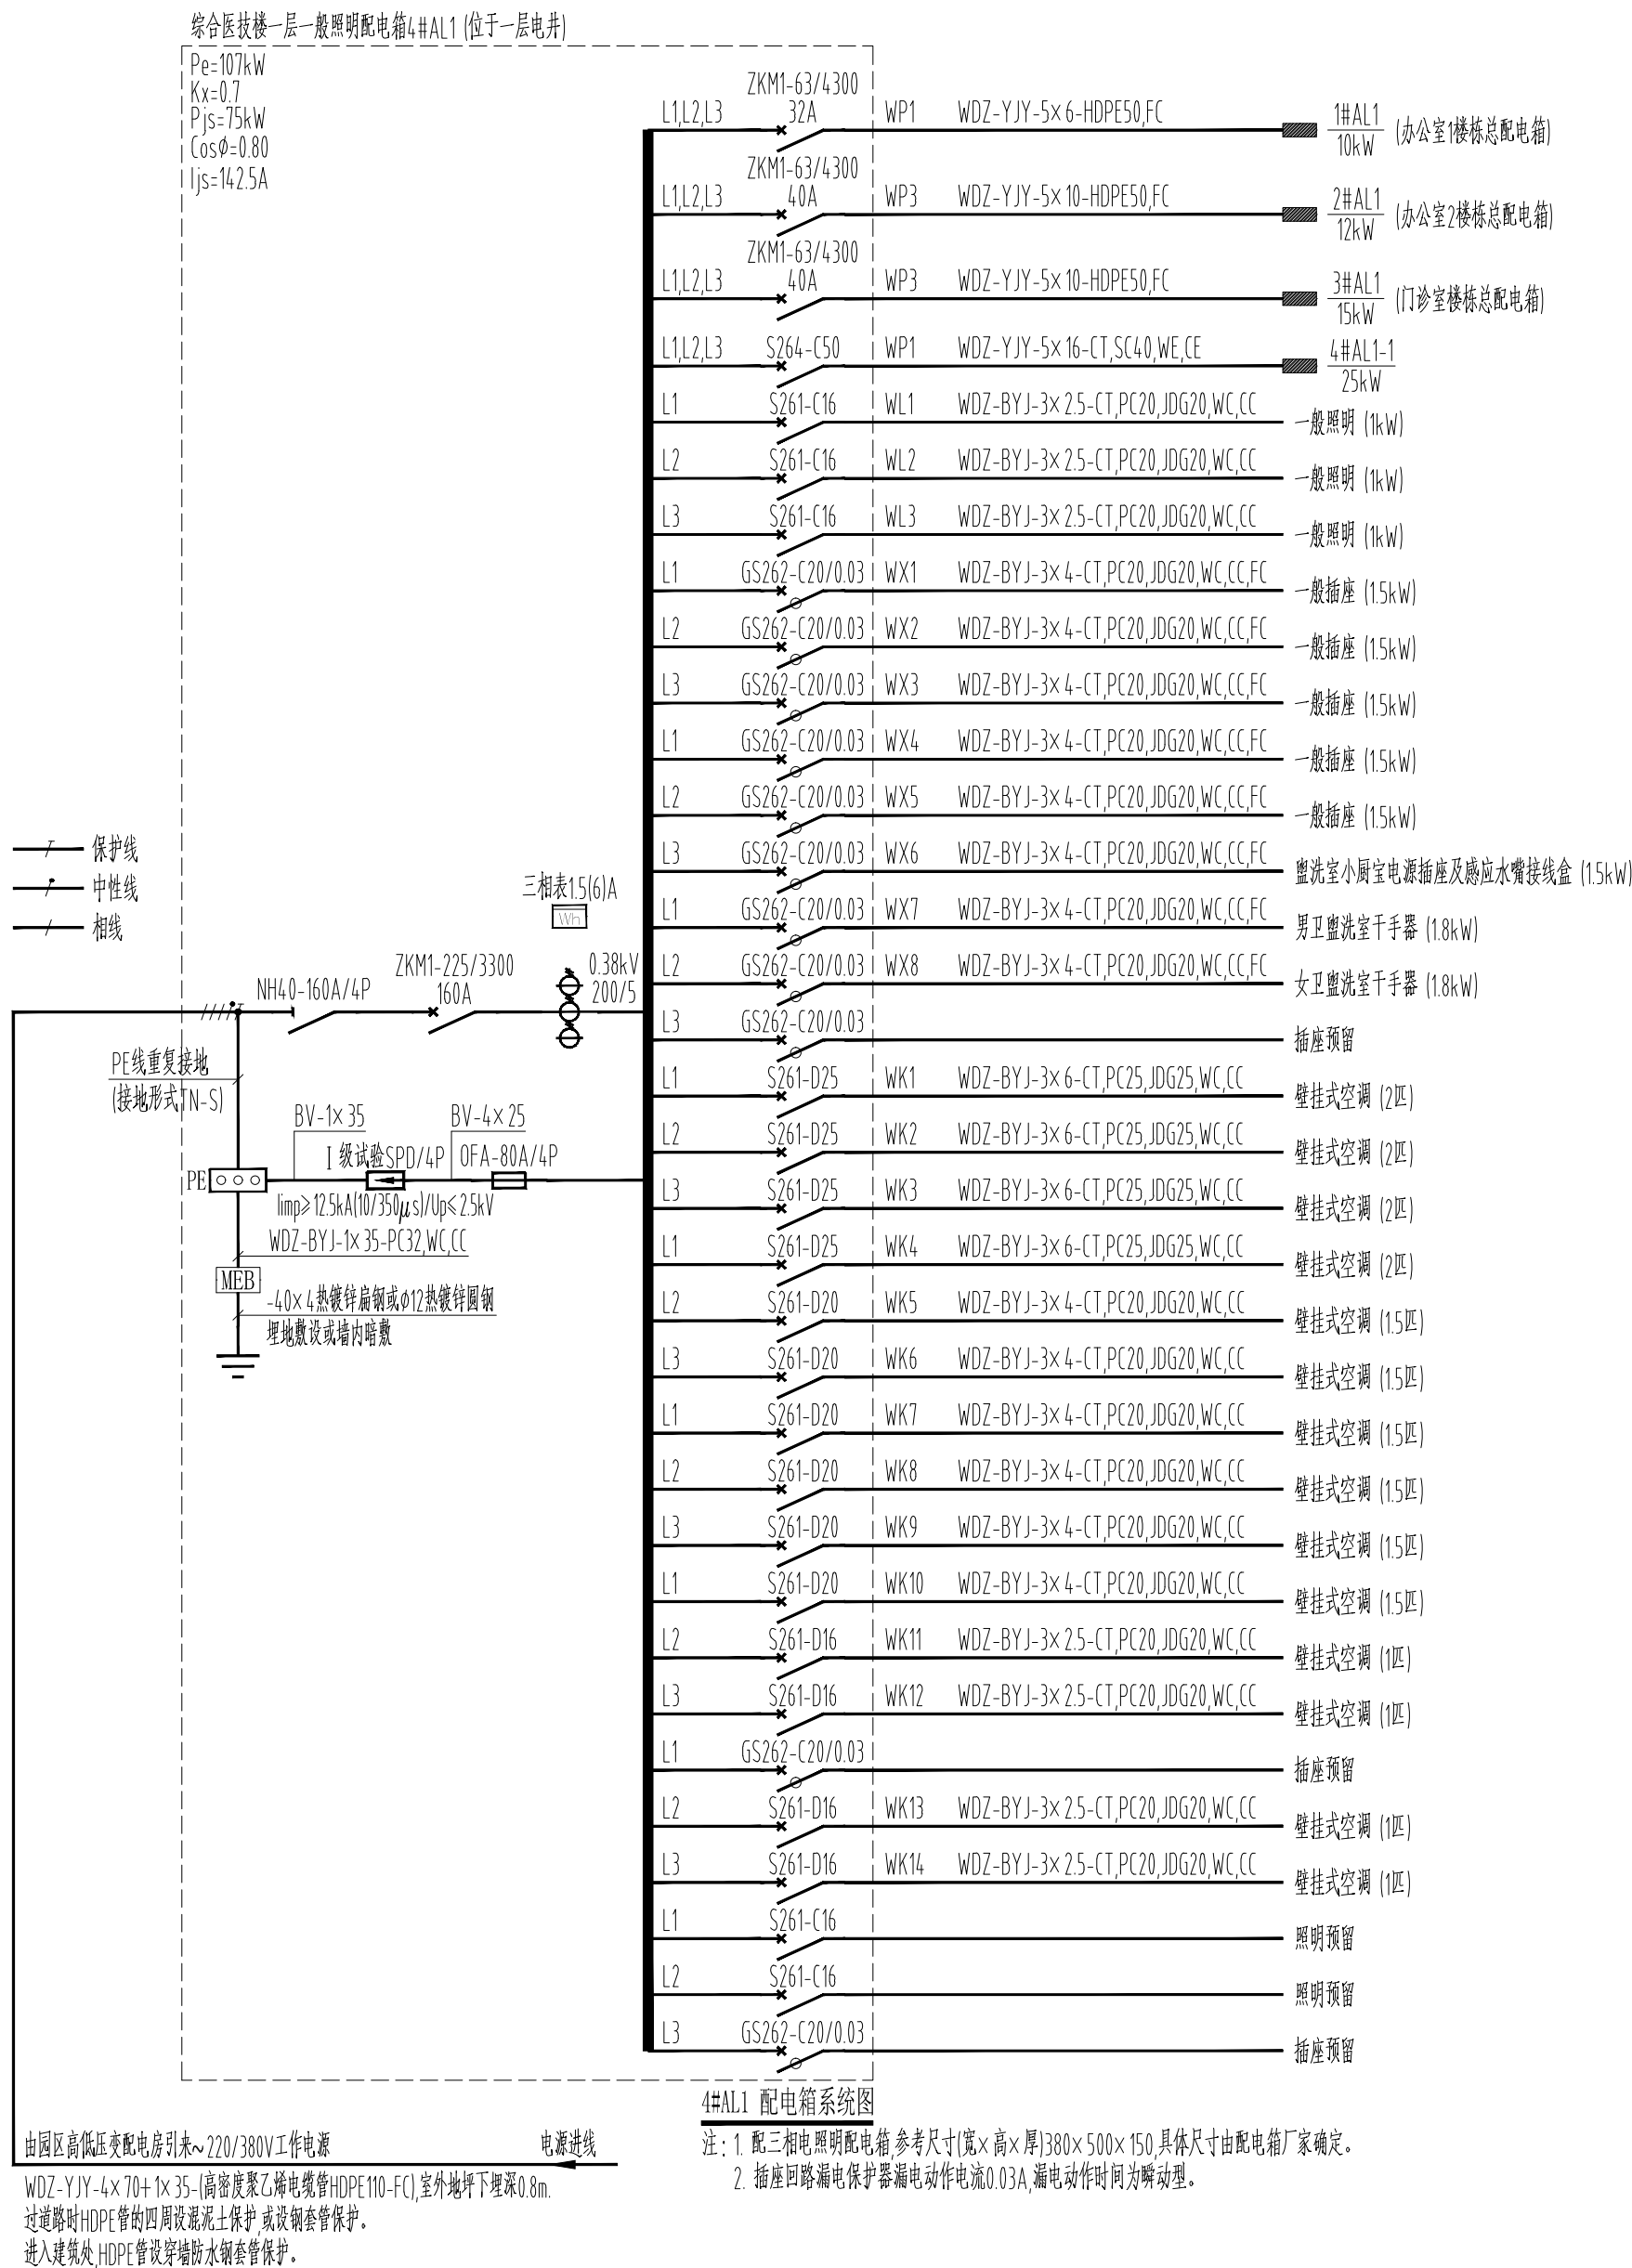 综合医技楼一层一般照明配电箱4#AL1 (位于一层电井)
Pe=107kW
Kx=0.7
Pjs=75kW
CosΦ=0.80
Ijs=142.5A
ZKM1-63/4300
L1,L2,L3 32A WP1 WDZ-YJY-5×6-HDPE50,FC 1#AL1 (办公室1楼栋总配电箱)
10kW
ZKM1-63/4300
L1,L2,L3 40A WP3 WDZ-YJY-5×10-HDPE50,FC 2#AL1 (办公室2楼栋总配电箱)
12kW
ZKM1-63/4300
L1,L2,L3 40A WP3 WDZ-YJY-5×10-HDPE50,FC 3#AL1 (门诊室楼栋总配电箱)
15kW
L1,L2,L3 S264-C50 WP1 WDZ-YJY-5×16-CT,SC40,WE,CE 4#AL1-1
25kW
L1 S261-C16 WL1 WDZ-BYJ-3×2.5-CT,PC20,JDG20,WC,CC 一般照明 (1kW)
L2 S261-C16 WL2 WDZ-BYJ-3×2.5-CT,PC20,JDG20,WC,CC 一般照明 (1kW)
L3 S261-C16 WL3 WDZ-BYJ-3×2.5-CT,PC20,JDG20,WC,CC 一般照明 (1kW)
L1 GS262-C20/0.03 WX1 WDZ-BYJ-3×4-CT,PC20,JDG20,WC,CC,FC 一般插座 (1.5kW)
L2 GS262-C20/0.03 WX2 WDZ-BYJ-3×4-CT,PC20,JDG20,WC,CC,FC 一般插座 (1.5kW)
L3 GS262-C20/0.03 WX3 WDZ-BYJ-3×4-CT,PC20,JDG20,WC,CC,FC 一般插座 (1.5kW)
L1 GS262-C20/0.03 WX4 WDZ-BYJ-3×4-CT,PC20,JDG20,WC,CC,FC 一般插座 (1.5kW)
L2 GS262-C20/0.03 WX5 WDZ-BYJ-3×4-CT,PC20,JDG20,WC,CC,FC 一般插座 (1.5kW)
L3 GS262-C20/0.03 WX6 WDZ-BYJ-3×4-CT,PC20,JDG20,WC,CC,FC 盥洗室小厨宝电源插座及感应水嘴接线盒 (1.5kW)
L1 GS262-C20/0.03 WX7 WDZ-BYJ-3×4-CT,PC20,JDG20,WC,CC,FC 男卫盥洗室干手器 (1.8kW)
L2 GS262-C20/0.03 WX8 WDZ-BYJ-3×4-CT,PC20,JDG20,WC,CC,FC 女卫盥洗室干手器 (1.8kW)
L3 GS262-C20/0.03 插座预留
L1 S261-D25 WK1 WDZ-BYJ-3×6-CT,PC25,JDG25,WC,CC 壁挂式空调 (2匹)
L2 S261-D25 WK2 WDZ-BYJ-3×6-CT,PC25,JDG25,WC,CC 壁挂式空调 (2匹)
L3 S261-D25 WK3 WDZ-BYJ-3×6-CT,PC25,JDG25,WC,CC 壁挂式空调 (2匹)
L1 S261-D25 WK4 WDZ-BYJ-3×6-CT,PC25,JDG25,WC,CC 壁挂式空调 (2匹)
L2 S261-D20 WK5 WDZ-BYJ-3×4-CT,PC20,JDG20,WC,CC 壁挂式空调 (1.5匹)
L3 S261-D20 WK6 WDZ-BYJ-3×4-CT,PC20,JDG20,WC,CC 壁挂式空调 (1.5匹)
L1 S261-D20 WK7 WDZ-BYJ-3×4-CT,PC20,JDG20,WC,CC 壁挂式空调 (1.5匹)
L2 S261-D20 WK8 WDZ-BYJ-3×4-CT,PC20,JDG20,WC,CC 壁挂式空调 (1.5匹)
L3 S261-D20 WK9 WDZ-BYJ-3×4-CT,PC20,JDG20,WC,CC 壁挂式空调 (1.5匹)
L1 S261-D20 WK10 WDZ-BYJ-3×4-CT,PC20,JDG20,WC,CC 壁挂式空调 (1.5匹)
L2 S261-D16 WK11 WDZ-BYJ-3×2.5-CT,PC20,JDG20,WC,CC 壁挂式空调 (1匹)
L3 S261-D16 WK12 WDZ-BYJ-3×2.5-CT,PC20,JDG20,WC,CC 壁挂式空调 (1匹)
L1 GS262-C20/0.03 插座预留
L2 S261-D16 WK13 WDZ-BYJ-3×2.5-CT,PC20,JDG20,WC,CC 壁挂式空调 (1匹)
L3 S261-D16 WK14 WDZ-BYJ-3×2.5-CT,PC20,JDG20,WC,CC 壁挂式空调 (1匹)
L1 S261-C16 照明预留
L2 S261-C16 照明预留
L3 GS262-C20/0.03 插座预留
保护线
中性线
相线
三相表1.5(6)A
Wh
NH40-160A/4P
ZKM1-225/3300
160A
0.38kV
200/5
PE线重复接地
(接地形式TN-S)
BV-1×35
BV-4×25
I 级试验SPD/4P
OFA-80A/4P
PE
Iimp≥12.5kA(10/350μs)/Up≤2.5kV
WDZ-BYJ-1×35-PC32,WC,CC
MEB
-40×4热镀锌扁钢或Φ12热镀锌圆钢
埋地敷设或墙内暗敷
4#AL1 配电箱系统图
注: 1. 配三相电照明配电箱,参考尺寸(宽×高×厚)380×500×150,具体尺寸由配电箱厂家确定。
2. 插座回路漏电保护器漏电动作电流0.03A,漏电动作时间为瞬动型。
由园区高低压变配电房引来~220/380V工作电源 电源进线
WDZ-YJY-4×70+1×35-(高密度聚乙烯电缆管HDPE110-FC),室外地坪下埋深0.8m.
过道路时HDPE管的四周设混泥土保护,或设钢套管保护。
进入建筑处,HDPE管设穿墙防水钢套管保护。